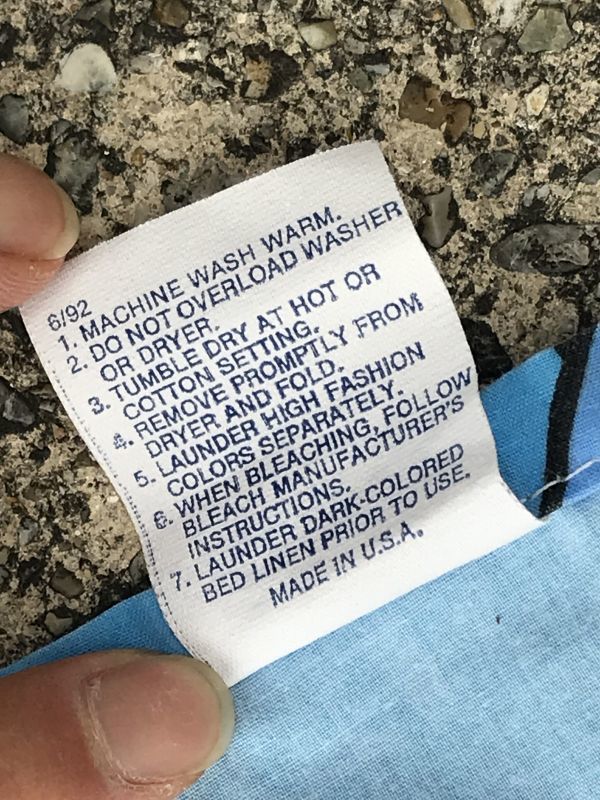 6/92
1. MACHINE WASH WARM.
2. DO NOT OVERLOAD WASHER
OR DRYER.
3. TUMBLE DRY AT HOT OR
COTTON SETTING.
4. REMOVE PROMPTLY FROM
DRYER AND FOLD.
5. LAUNDER HIGH FASHION
COLORS SEPARATELY.
6. WHEN BLEACHING, FOLLOW
BLEACH MANUFACTURER'S
INSTRUCTIONS.
7. LAUNDER DARK-COLORED
BED LINEN PRIOR TO USE.
MADE IN U.S.A.